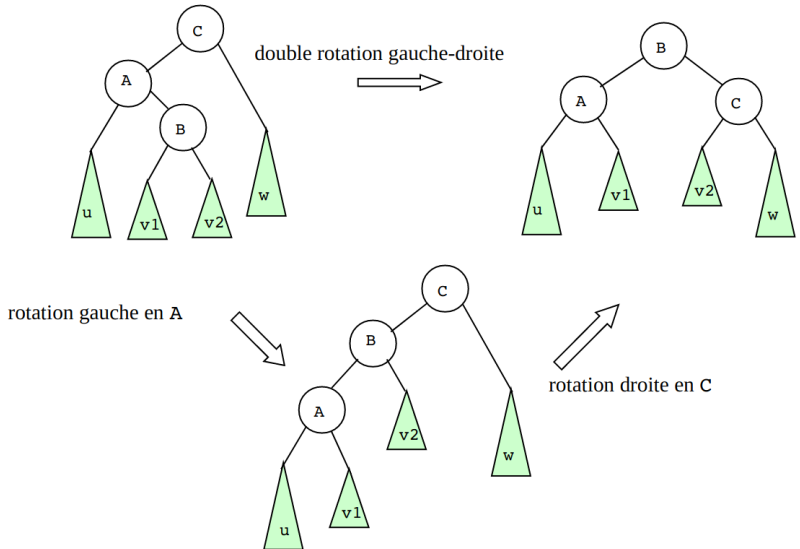 C
double rotation gauche-droite
B
A
A
C
B
u
v1
v2
w
u
v1
v2
w
rotation gauche en A
C
B
rotation droite en C
A
v2
w
u
v1